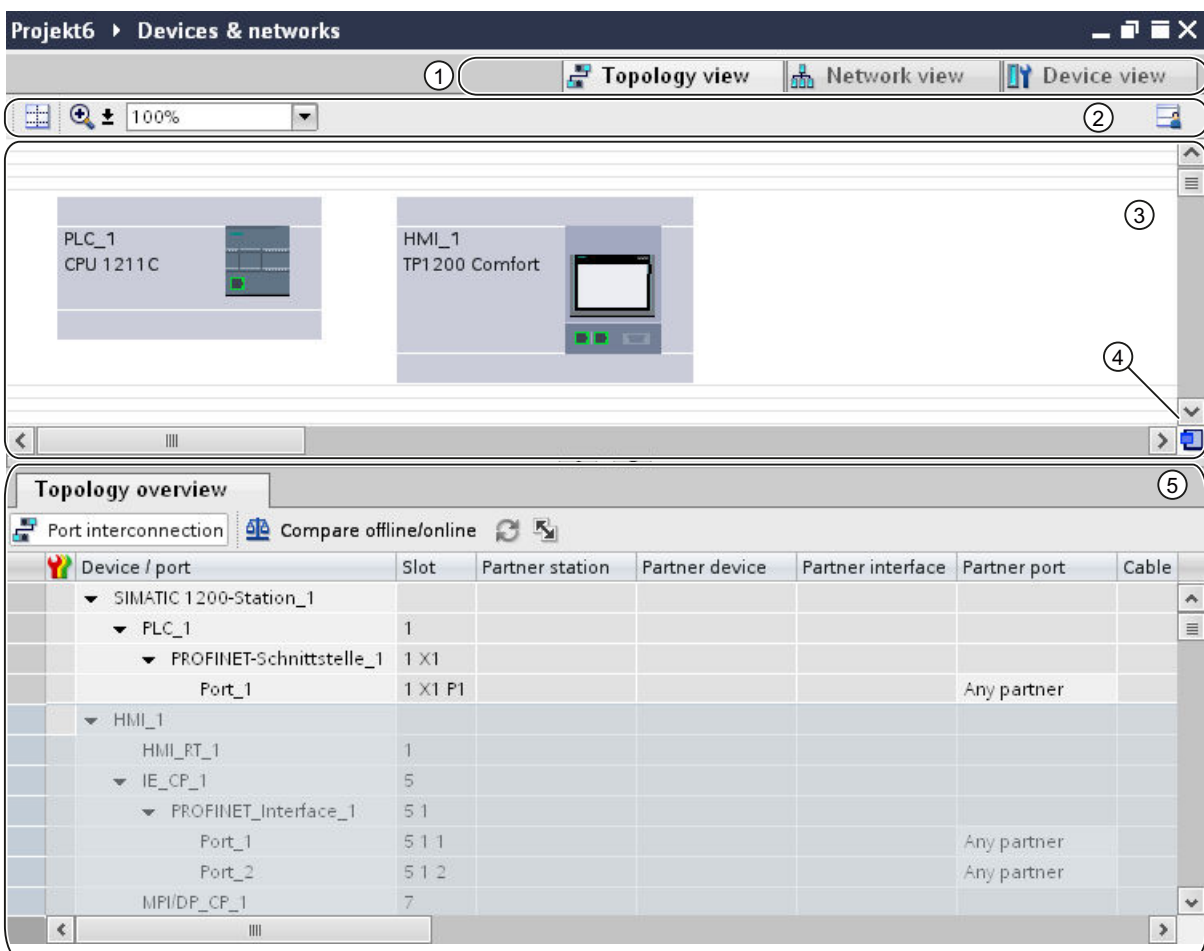 Projekt6 ▸ Devices & networks
① Topology view Network view Device view
100% ②
③
PLC_1
CPU 1211C
HMI_1
TP1200 Comfort
④
Topology overview ⑤
Port interconnection Compare offline/online
Device / port Slot Partner station Partner device Partner interface Partner port Cable
SIMATIC 1200-Station_1
PLC_1 1
PROFINET-Schnittstelle_1 1 X1
Port_1 1 X1 P1 Any partner
HMI_1
HMI_RT_1 1
IE_CP_1 5
PROFINET_Interface_1 5 1
Port_1 5 1 1 Any partner
Port_2 5 1 2 Any partner
MPI/DP_CP_1 7